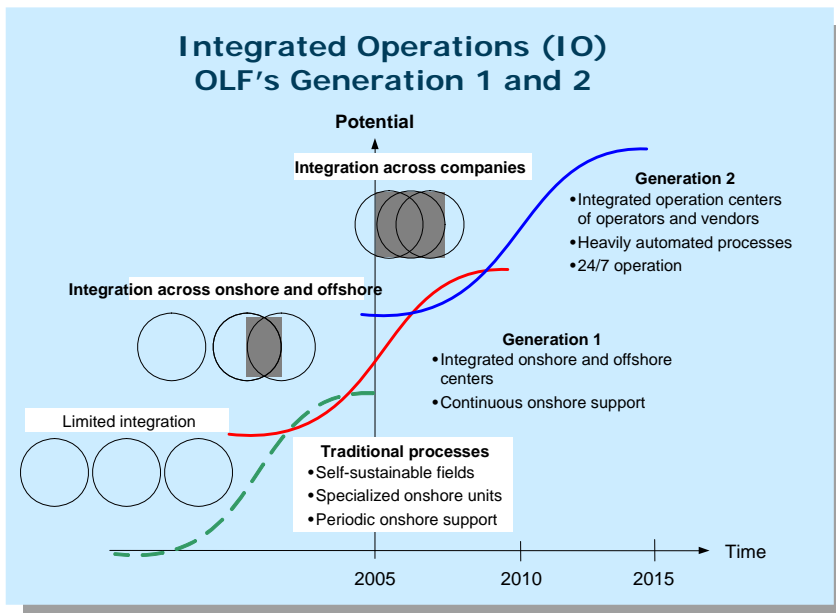 Integrated Operations (IO)
OLF's Generation 1 and 2
Potential
Integration across companies
Generation 2
•Integrated operation centers
of operators and vendors
•Heavily automated processes
•24/7 operation
Integration across onshore and offshore
Generation 1
•Integrated onshore and offshore
centers
•Continuous onshore support
Limited integration
Traditional processes
•Self-sustainable fields
•Specialized onshore units
•Periodic onshore support
Time
2005
2010
2015